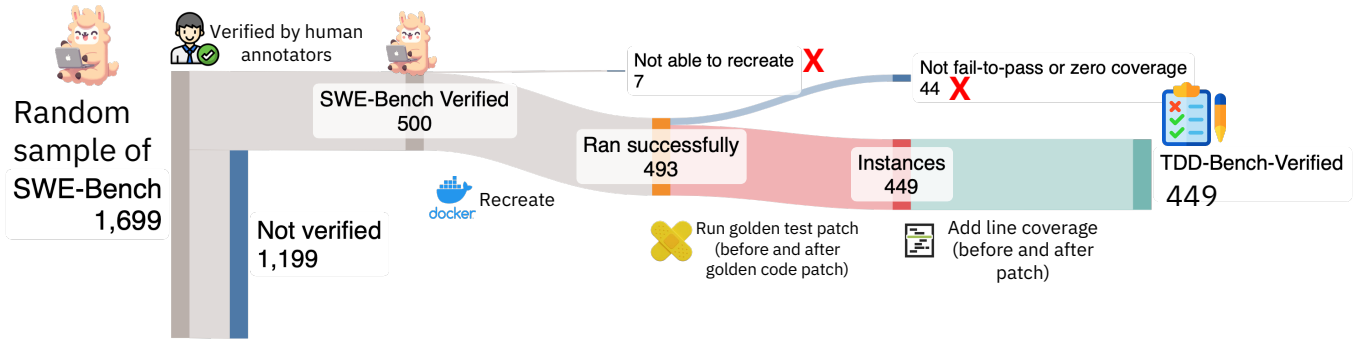 Random
sample of
SWE-Bench
1,699
Verified by human
annotators
Not verified
1,199
SWE-Bench Verified
500
docker
Recreate
Not able to recreate X
7
Ran successfully
493
Run golden test patch
(before and after
golden code patch)
Not fail-to-pass or zero coverage
44 X
Instances
449
Add line coverage
(before and after
patch)
TDD-Bench-Verified
449